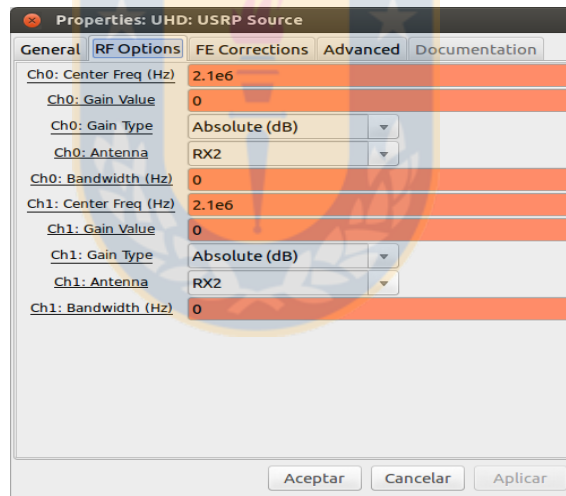 Properties: UHD: USRP Source
General RF Options FE Corrections Advanced Documentation
Ch0: Center Freq (Hz) 2.1e6
Ch0: Gain Value 0
Ch0: Gain Type Absolute (dB)
Ch0: Antenna RX2
Ch0: Bandwidth (Hz) 0
Ch1: Center Freq (Hz) 2.1e6
Ch1: Gain Value 0
Ch1: Gain Type Absolute (dB)
Ch1: Antenna RX2
Ch1: Bandwidth (Hz) 0
Aceptar Cancelar Aplicar